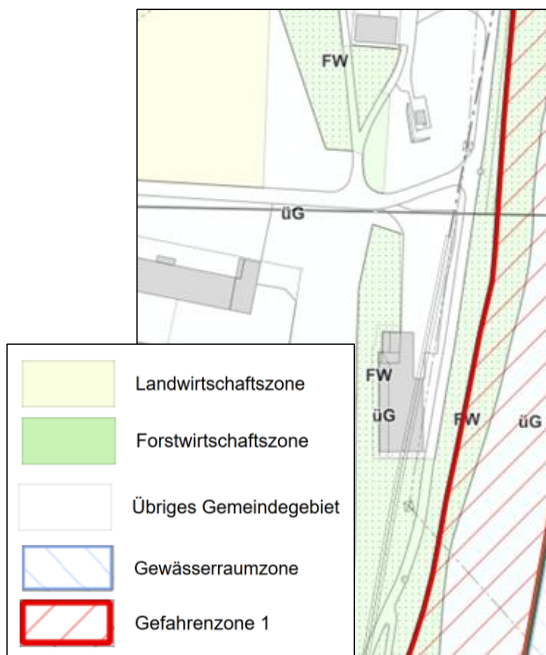 FW
üG
FW
üG
FW
üG
Landwirtschaftszone
Forstwirtschaftszone
Übriges Gemeindegebiet
Gewässerraumzone
Gefahrenzone 1